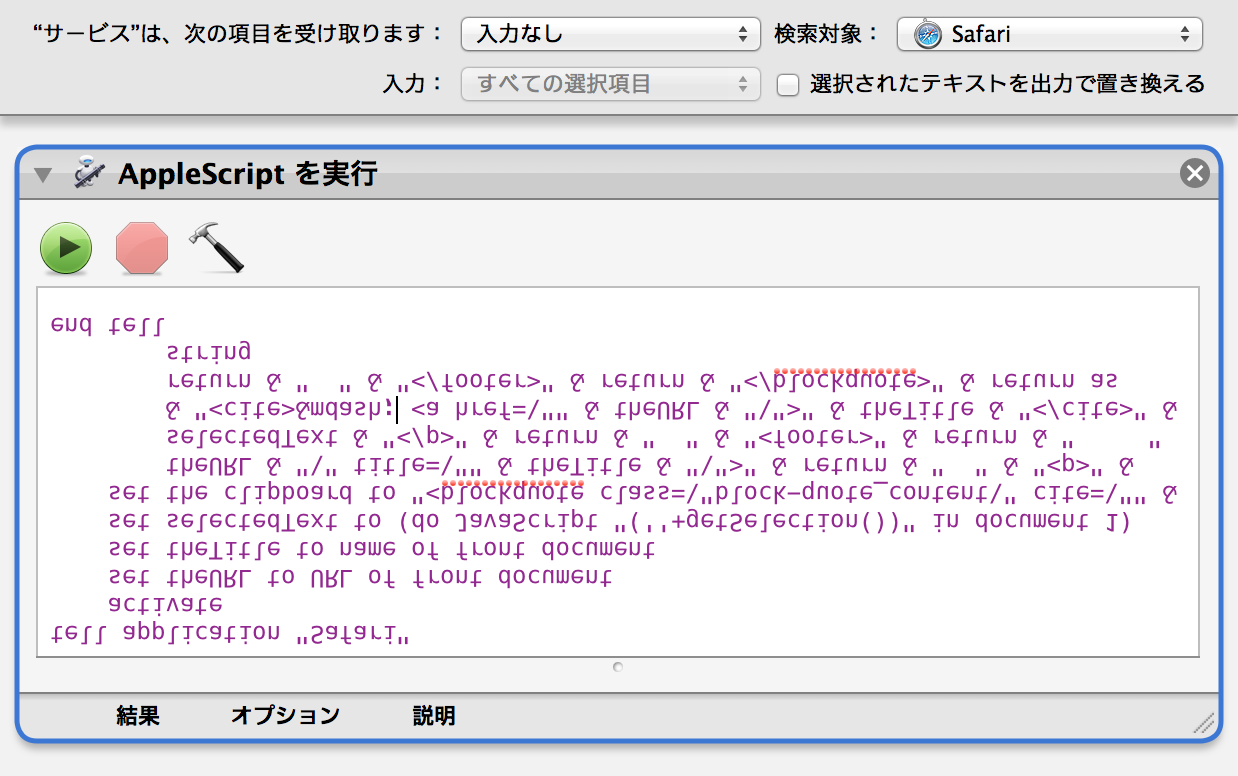 “サービス”は、次の項目を受け取ります： 入力なし 検索対象： Safari
入力： すべての選択項目 選択されたテキストを出力で置き換える
AppleScript を実行
tell application "Safari"
activate
set theURL to URL of front document
set theTitle to name of front document
set selectedText to (do JavaScript "(''+getSelection())" in document 1)
set the clipboard to "<blockquote class=\"block-quote_content\" cite=\"" &
theURL & "\" title=\"" & theTitle & "\">" & return & "  " & "<p>" &
selectedText & "</p>" & return & "  " & "<footer>" & return & "    "
& "<cite>&mdash; <a href=\"" & theURL & "\">" & theTitle & "</cite>" &
return & "  " & "</footer>" & return & "</blockquote>" & return as
string
end tell
結果 オプション 説明